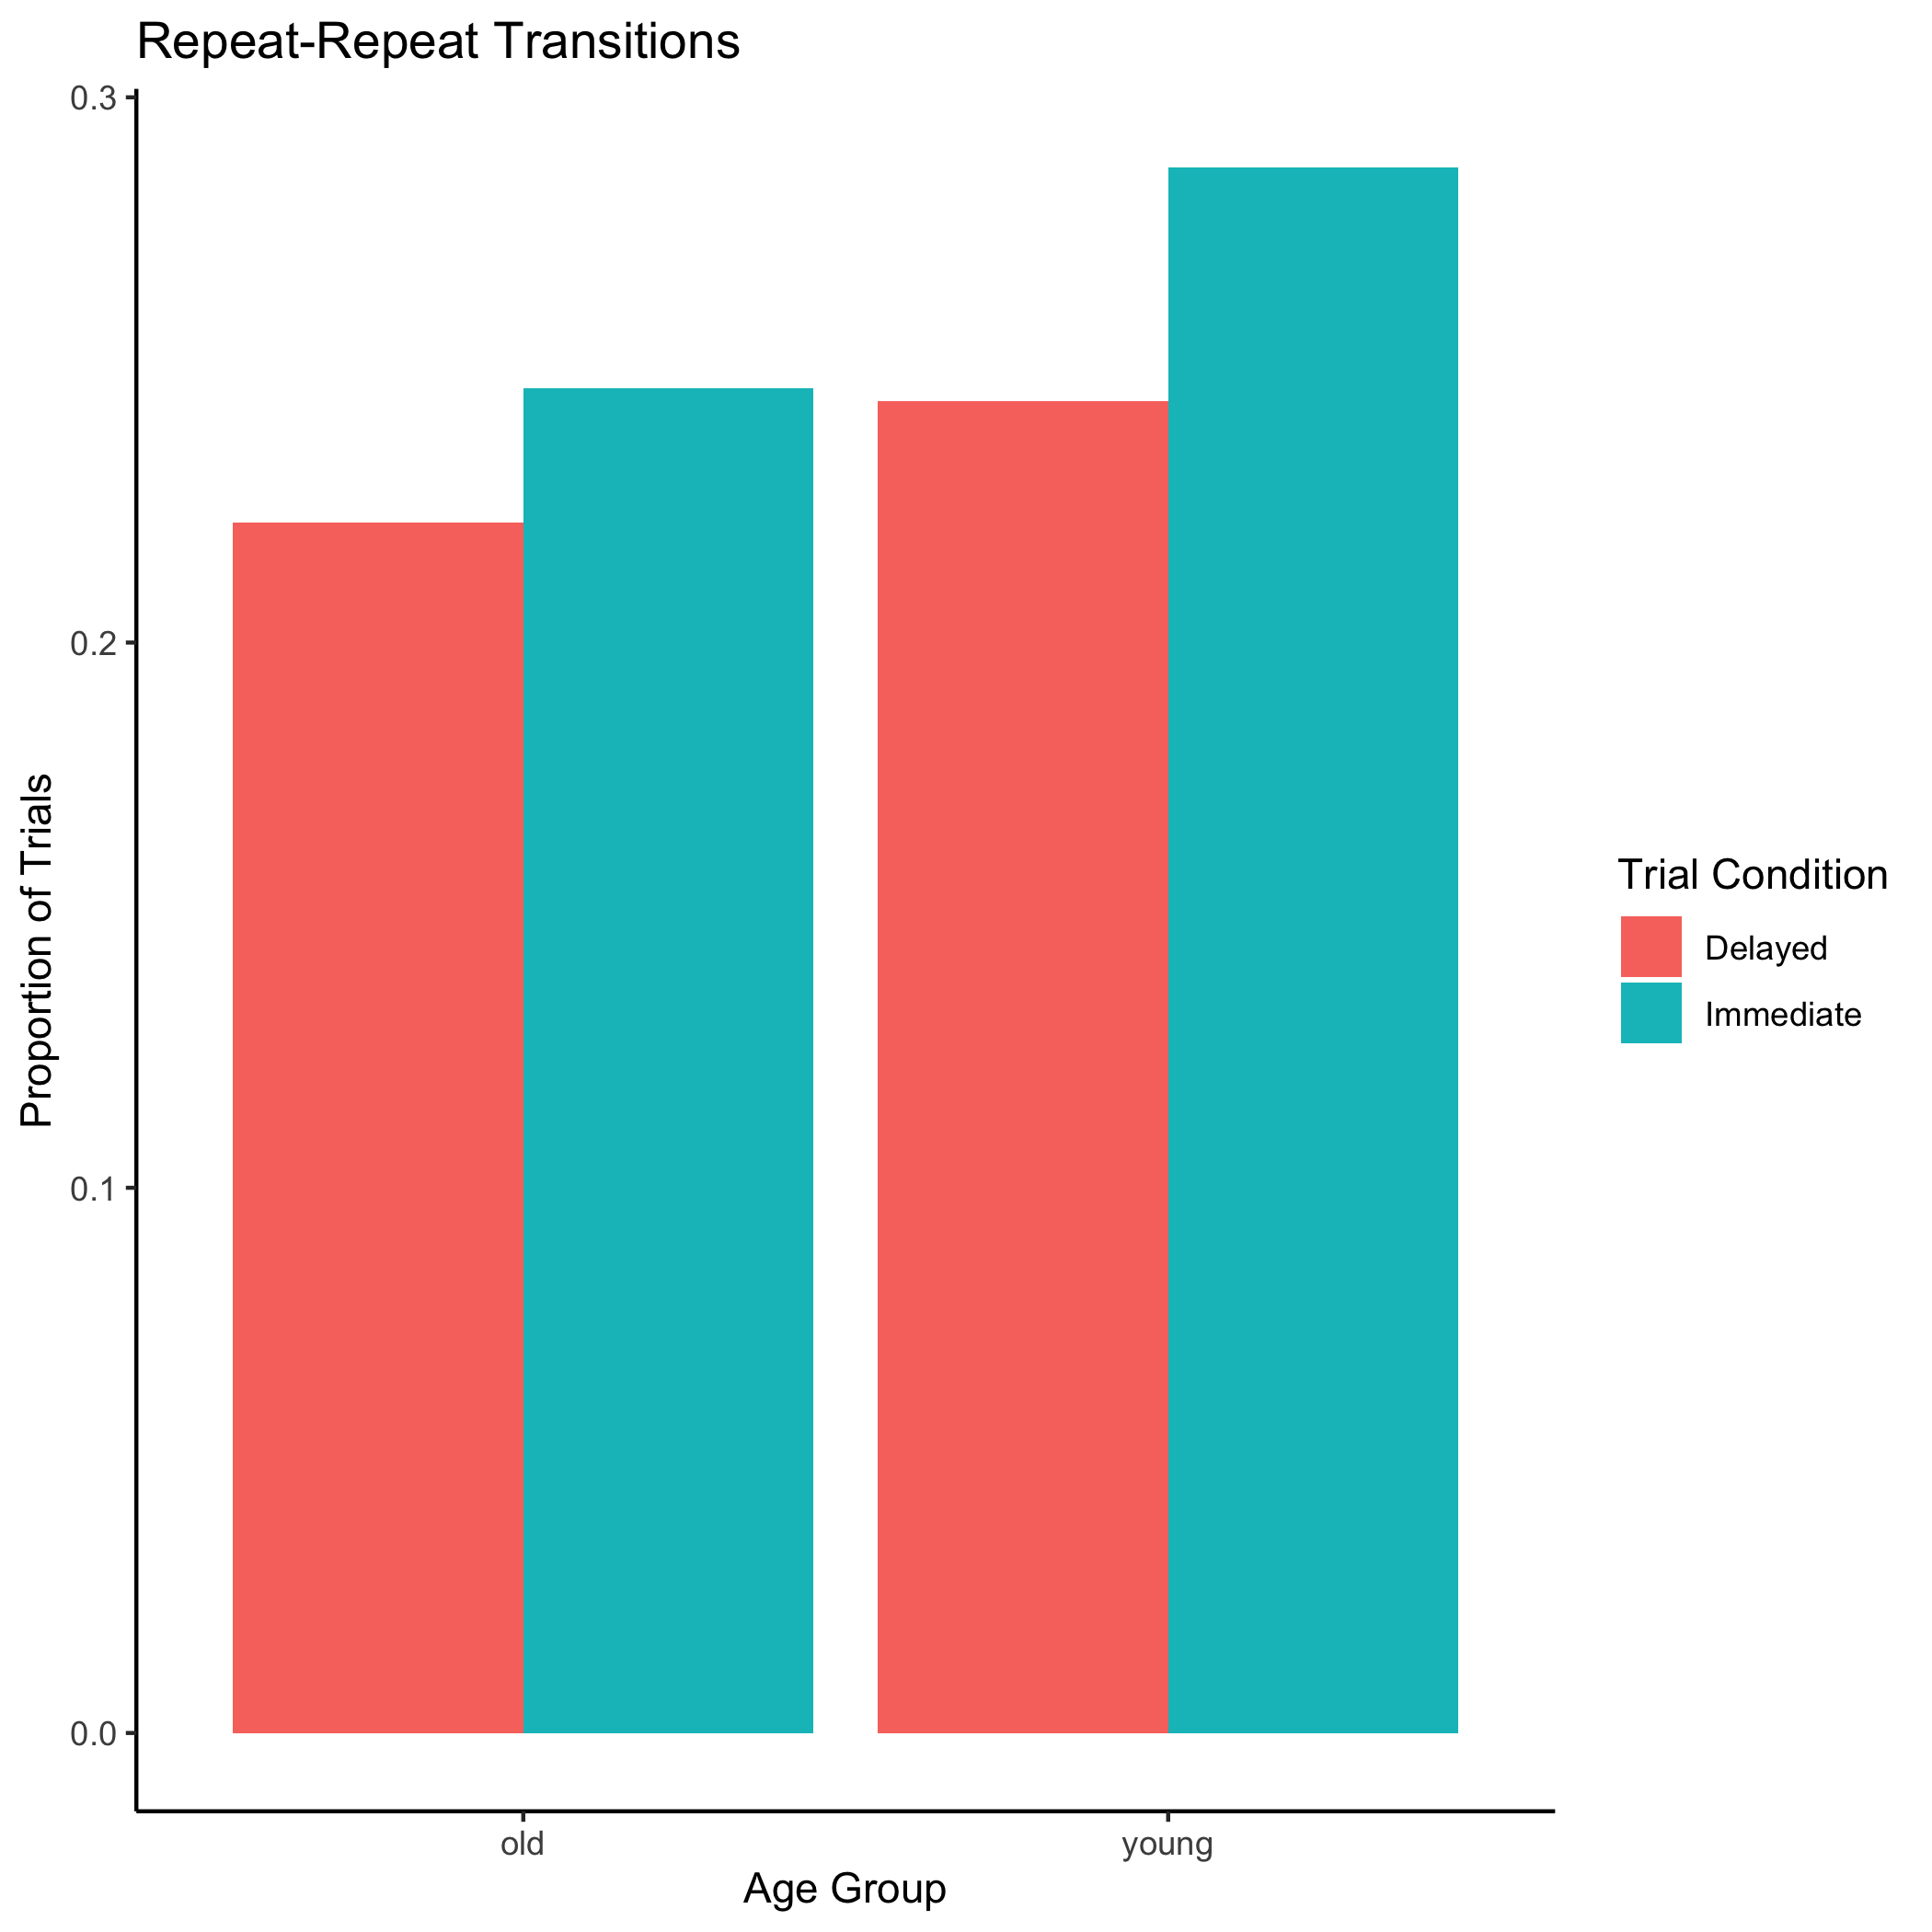 Repeat-Repeat Transitions
0.3
0.2
0.1
0.0
Proportion of Trials
old
young
Age Group
Trial Condition
Delayed
Immediate